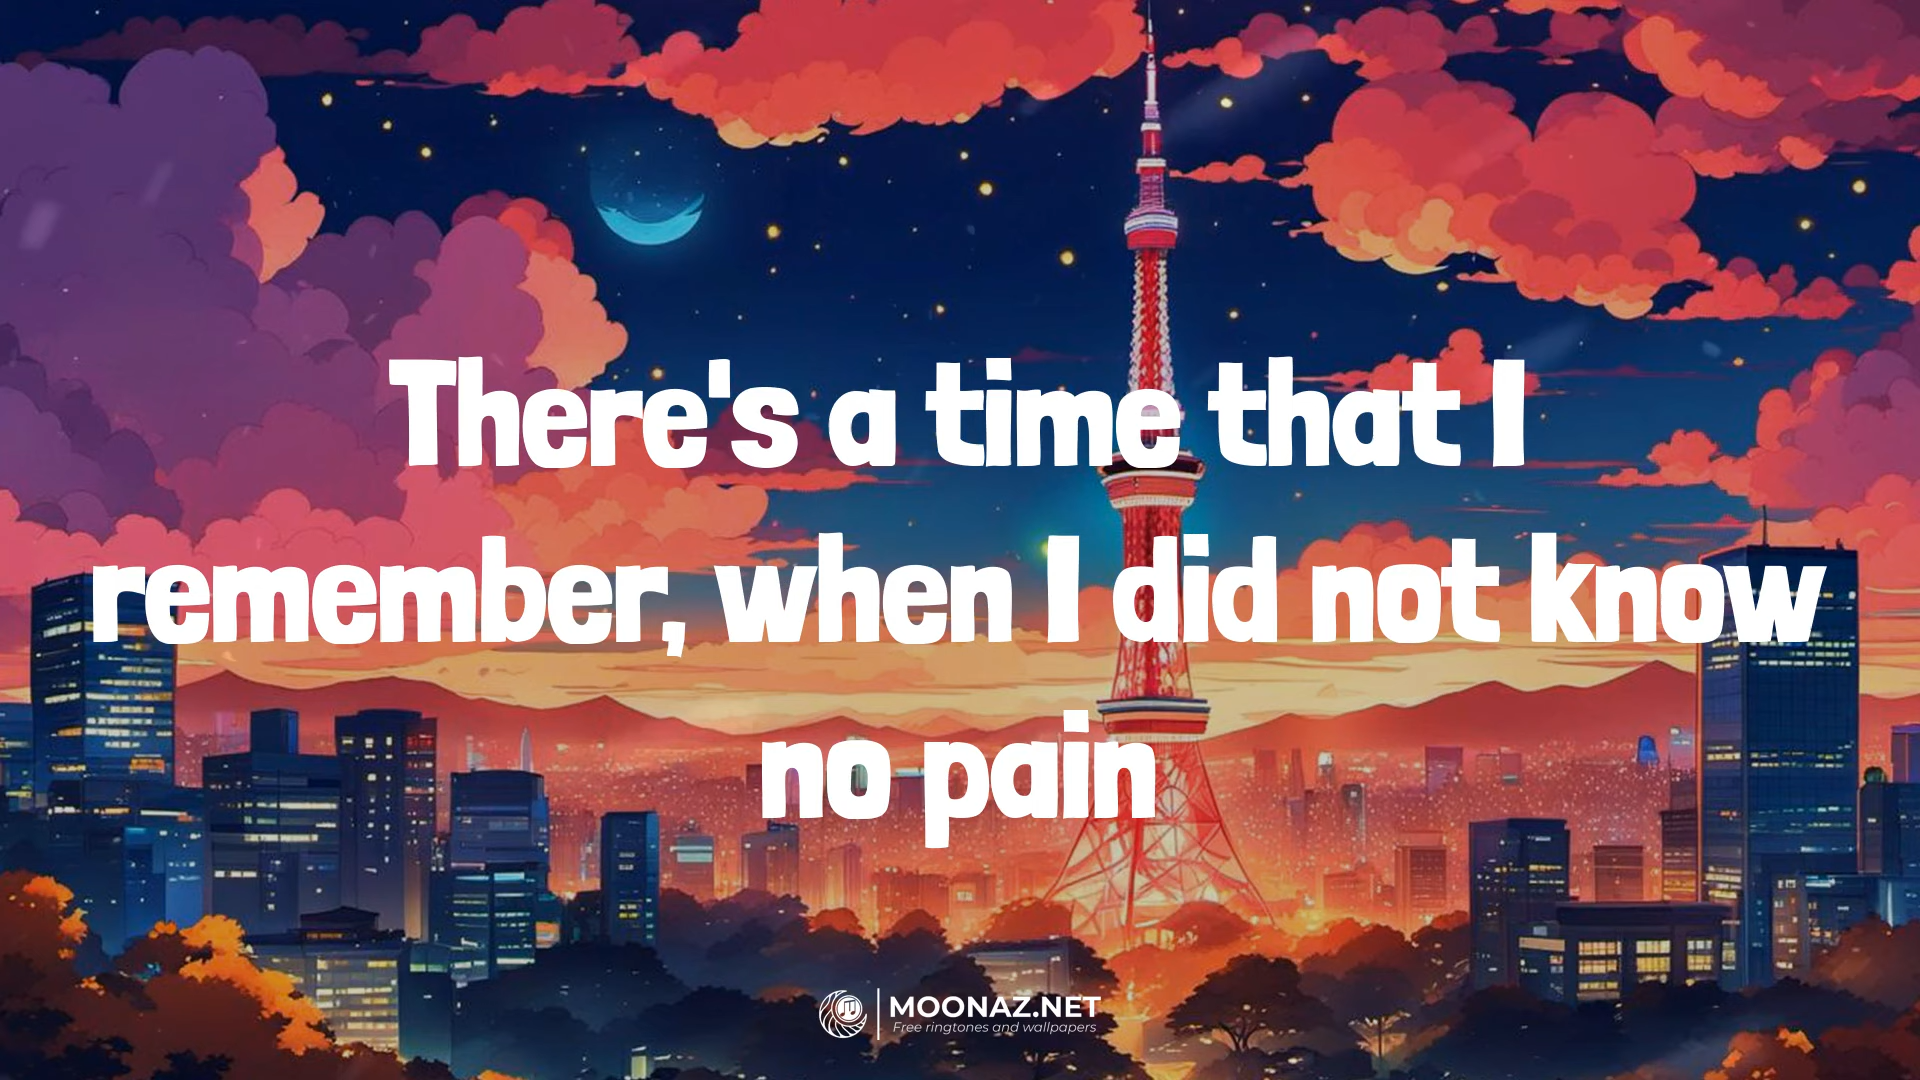 There's a time that I
remember, when I did not know
no pain
MOONAZ.NET
Free ringtones and wallpapers